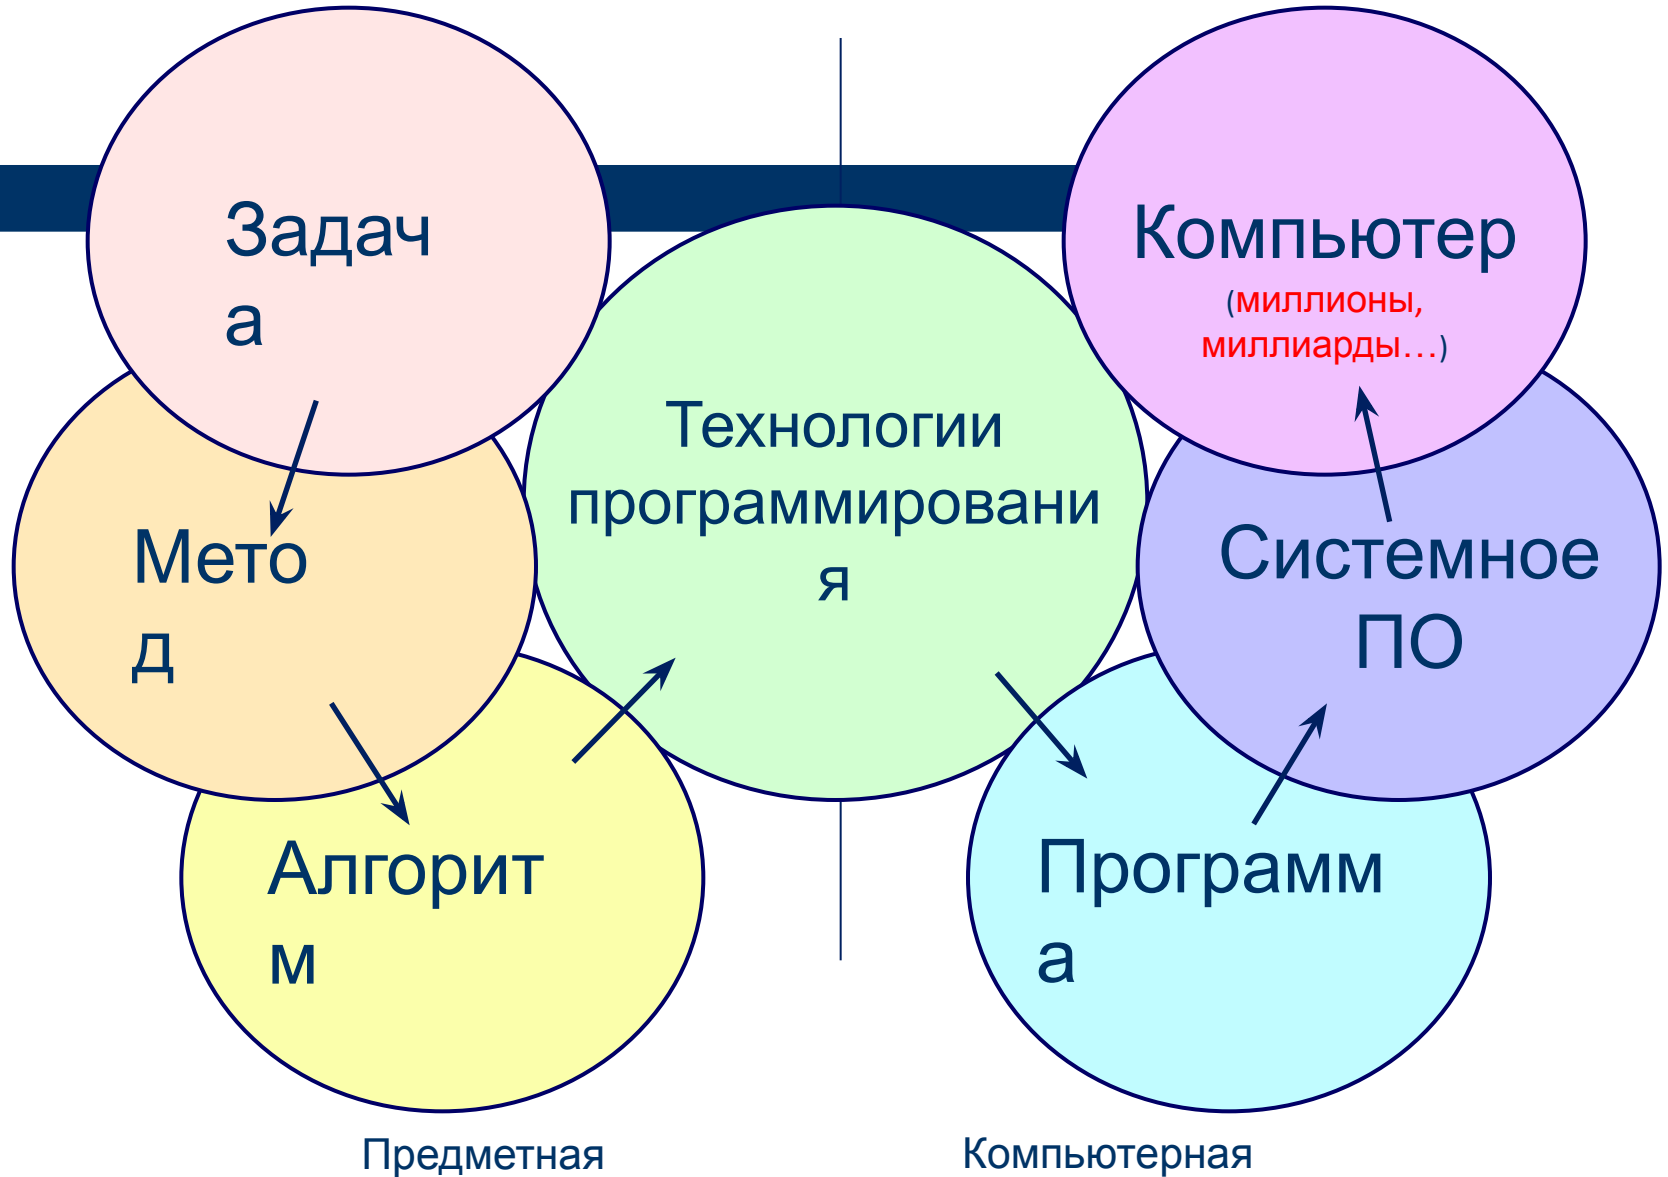 Задач
а
Компьютер
(миллионы,
миллиарды...)
Технологии
программировани
я
Мето
д
Системное
ПО
Алгорит
м
Программ
а
Предметная
Компьютерная